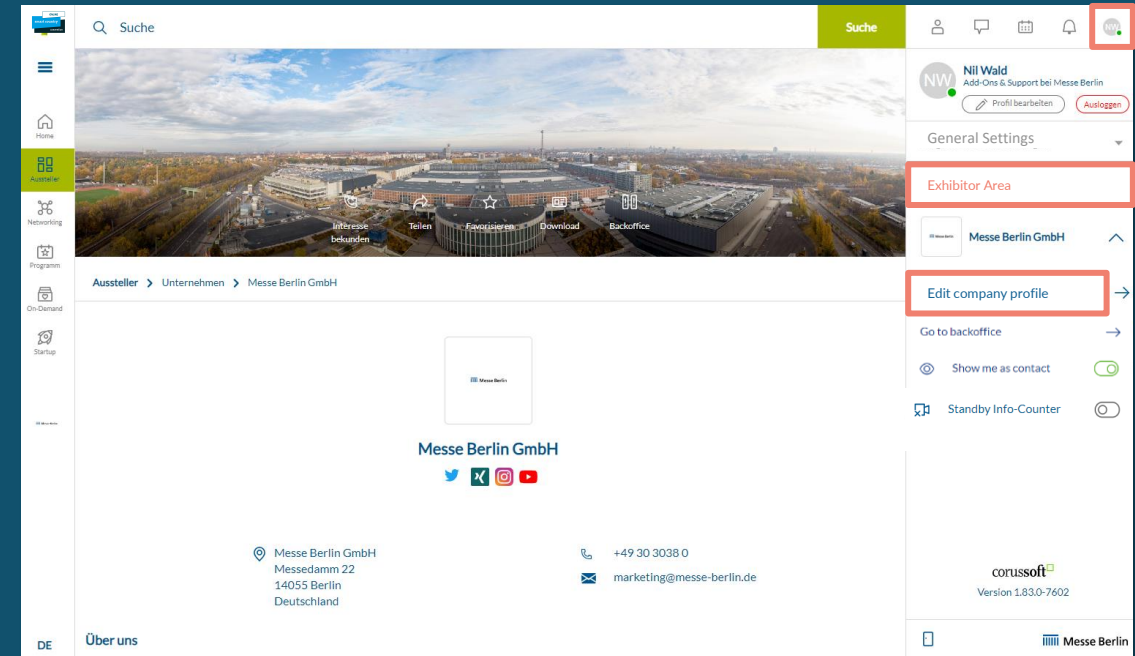 Suche
Suche
NW
Home
Aussteller
Networking
Programm
On-Demand
Startup
DE
Interesse
bekunden
Teilen
Favorisieren
Download
Backoffice
Aussteller > Unternehmen > Messe Berlin GmbH
Messe Berlin
Messe Berlin GmbH
Messe Berlin GmbH
Messedamm 22
14055 Berlin
Deutschland
+49 30 3038 0
marketing@messe-berlin.de
Über uns
NW
Nil Wald
Add-Ons & Support bei Messe Berlin
Profil bearbeiten
Ausloggen
General Settings
Exhibitor Area
Messe Berlin GmbH
Edit company profile
Go to backoffice
Show me as contact
Standby Info-Counter
corussoft
Version 1.83.0-7602
Messe Berlin